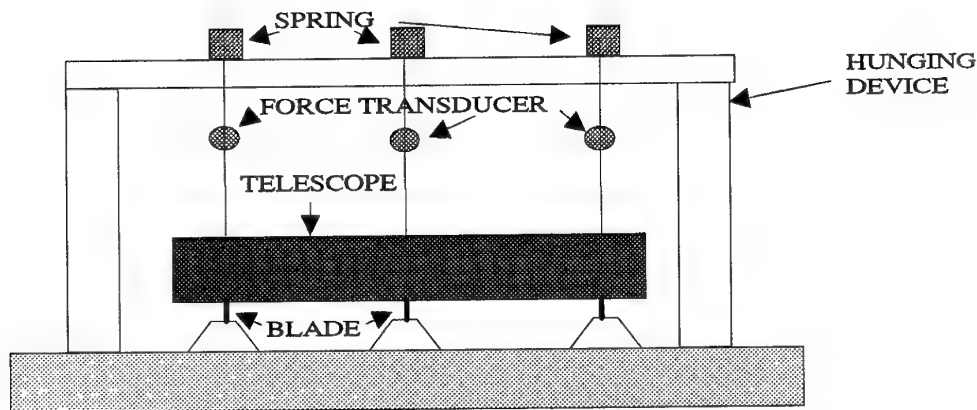 SPRING
HUNGING
DEVICE
FORCE TRANSDUCER
TELESCOPE
BLADE